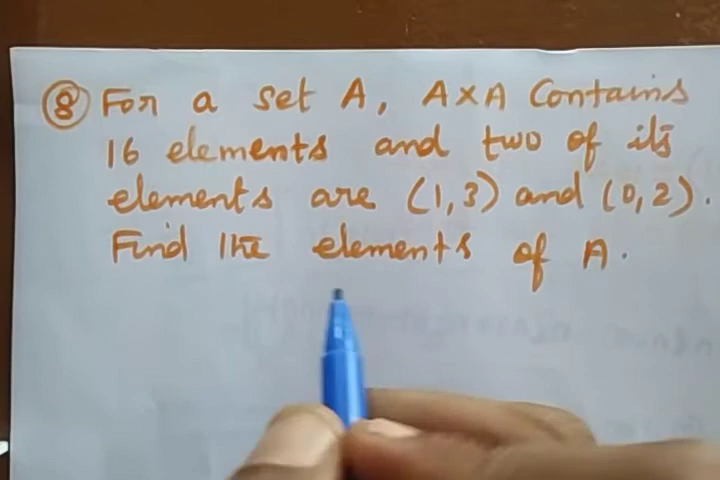 ⑧ For a set A, A×A Contains
16 elements and two of its
elements are (1,3) and (0,2).
Find the elements of A.